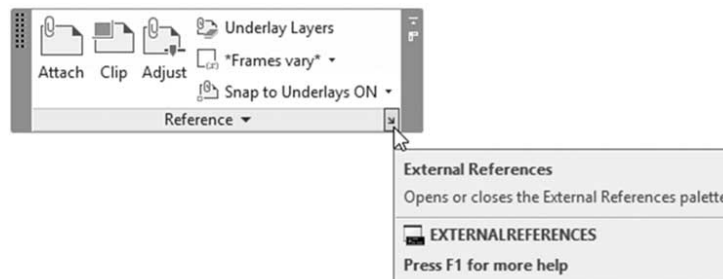 Attach
Clip
Adjust
Underlay Layers
*Frames vary*
Snap to Underlays ON
Reference
External References
Opens or closes the External References palette
EXTERNALREFERENCES
Press F1 for more help